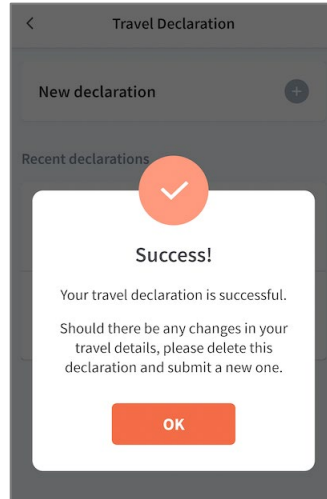 Travel Declaration
New declaration
Recent declarations
Success!
Your travel declaration is successful.
Should there be any changes in your
travel details, please delete this
declaration and submit a new one.
OK